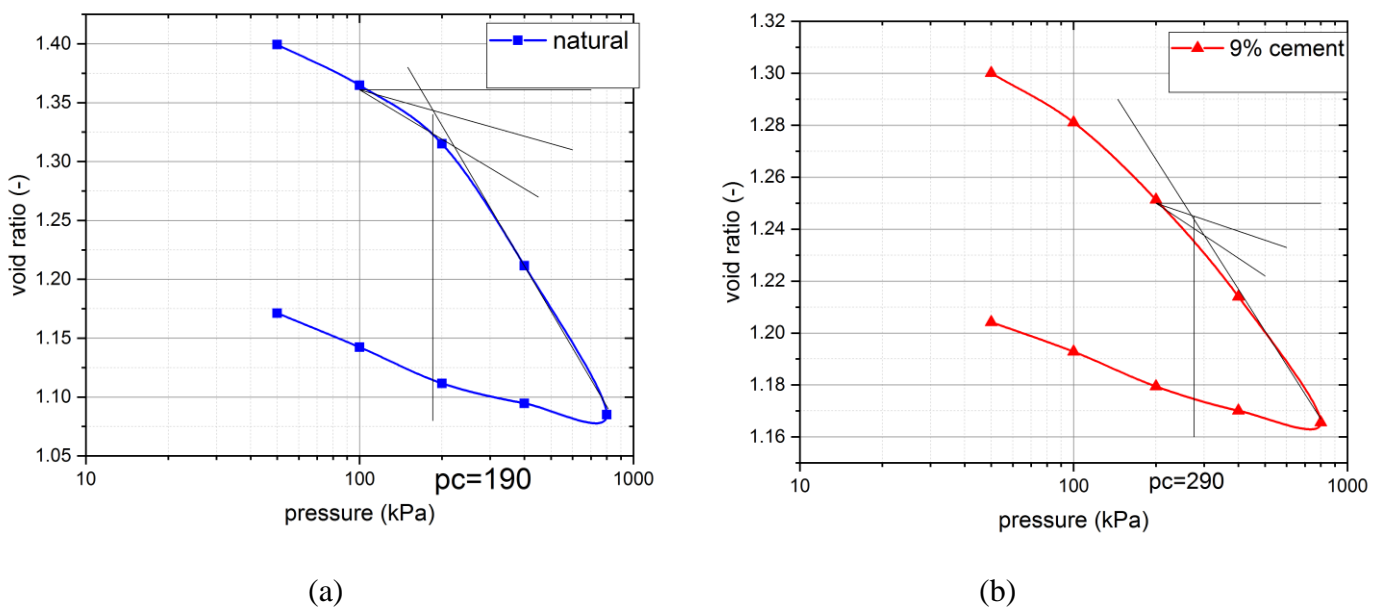 1.40
1.35
1.30
1.25
1.20
1.15
1.10
1.05
void ratio (-)
natural
10
100
1000
pc=190
pressure (kPa)
(a)
1.32
1.30
1.28
1.26
1.24
1.22
1.20
1.18
1.16
void ratio (-)
9% cement
10
100
1000
pc=290
pressure (kPa)
(b)